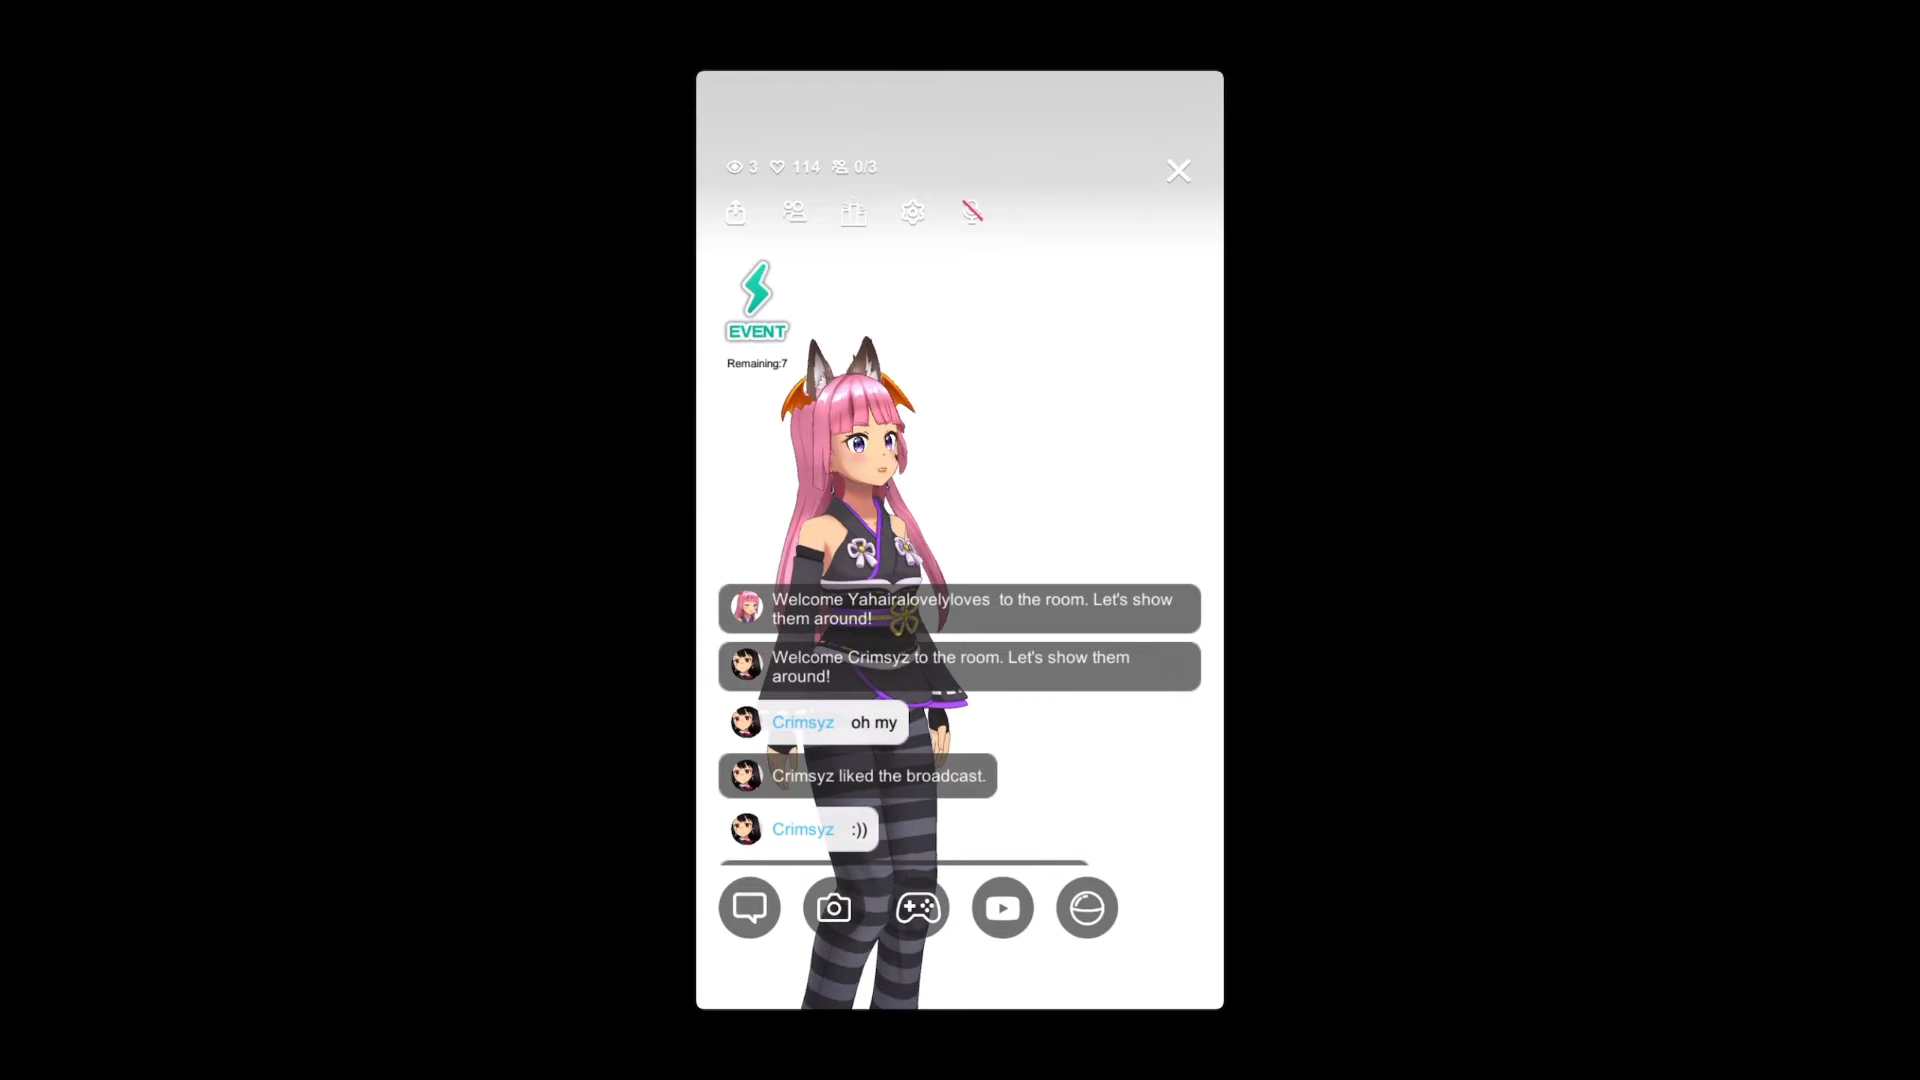 3 114 0/3
EVENT
Remaining:7
Welcome Yahairalovelyloves to the room. Let's show
them around!
Welcome Crimsyz to the room. Let's show them
around!
Crimsyz oh my
Crimsyz liked the broadcast.
Crimsyz :))